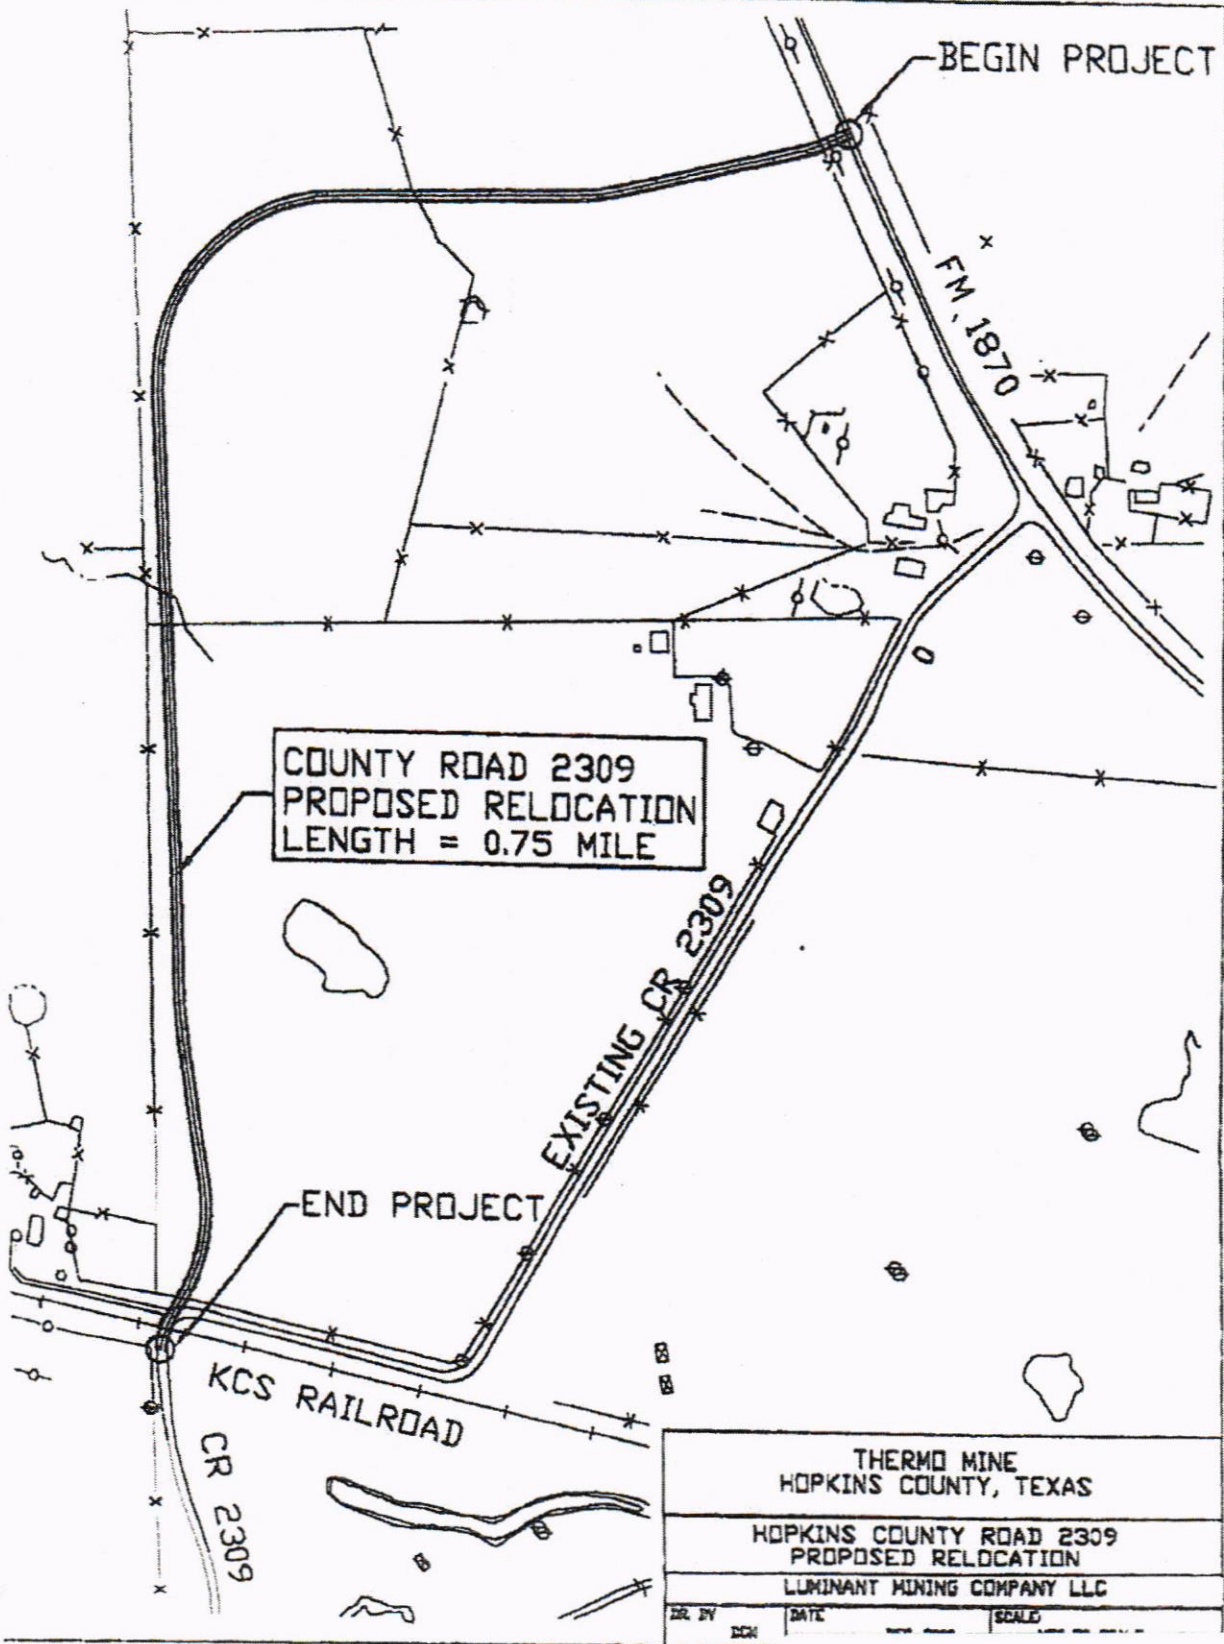 BEGIN PROJECT
FM 1870
COUNTY ROAD 2309
PROPOSED RELOCATION
LENGTH = 0.75 MILE
EXISTING CR 2309
END PROJECT
KCS RAILROAD
CR 2309
THERMO MINE
HOPKINS COUNTY, TEXAS
HOPKINS COUNTY ROAD 2309
PROPOSED RELOCATION
LUMINANT MINING COMPANY LLC
DR. BY
DATE
SCALE